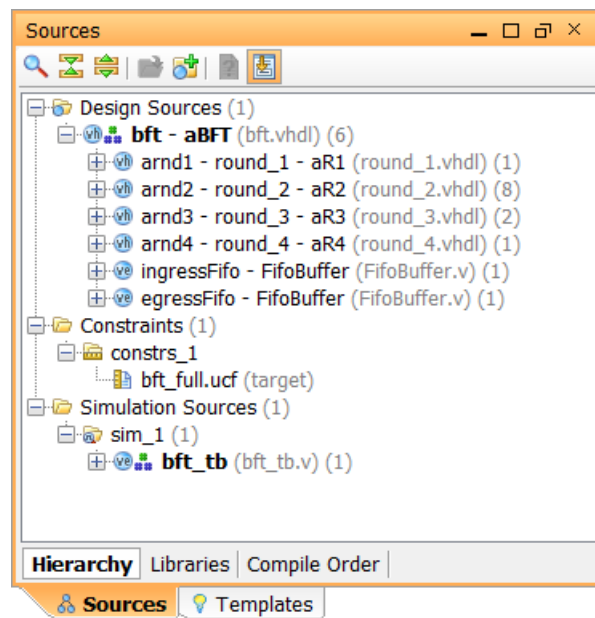 Sources
Design Sources (1)
bft - aBFT (bft.vhdl) (6)
arnd1 - round_1 - aR1 (round_1.vhdl) (1)
arnd2 - round_2 - aR2 (round_2.vhdl) (8)
arnd3 - round_3 - aR3 (round_3.vhdl) (2)
arnd4 - round_4 - aR4 (round_4.vhdl) (1)
ingressFifo - FifoBuffer (FifoBuffer.v) (1)
egressFifo - FifoBuffer (FifoBuffer.v) (1)
Constraints (1)
constrs_1
bft_full.ucf (target)
Simulation Sources (1)
sim_1 (1)
bft_tb (bft_tb.v) (1)
Hierarchy Libraries Compile Order
Sources Templates